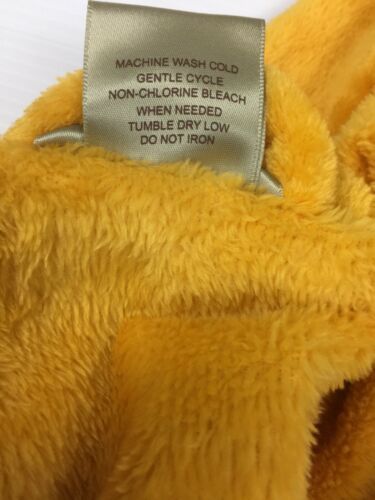 MACHINE WASH COLD
GENTLE CYCLE
NON-CHLORINE BLEACH
WHEN NEEDED
TUMBLE DRY LOW
DO NOT IRON